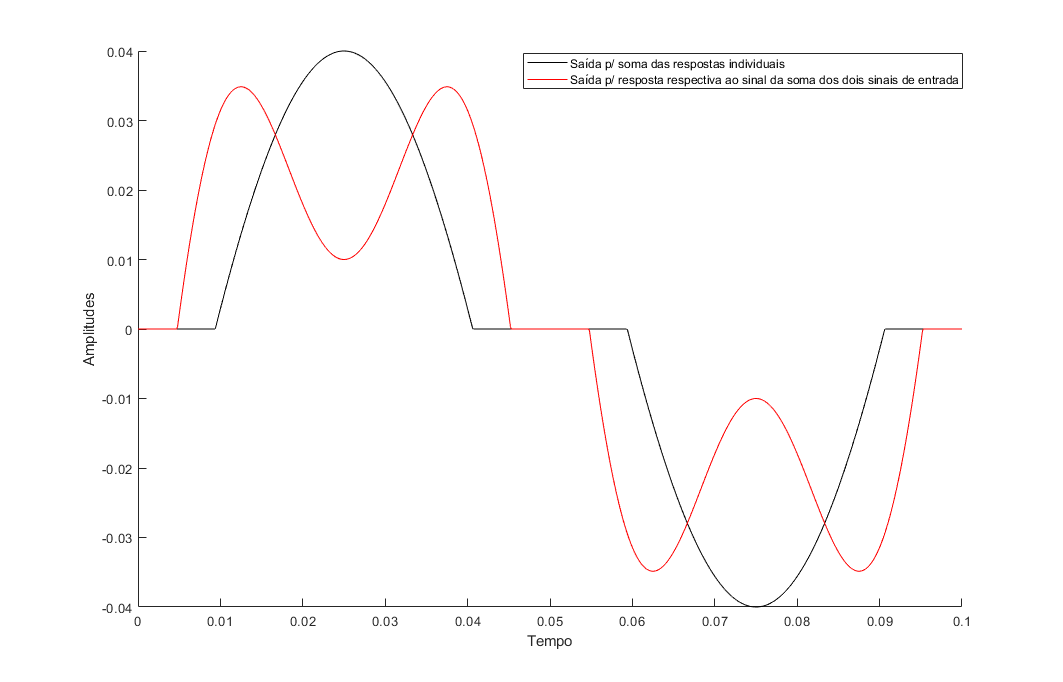 Saída p/ soma das respostas individuais
Saída p/ resposta respectiva ao sinal da soma dos dois sinais de entrada
0.04
0.03
0.02
0.01
0
-0.01
-0.02
-0.03
-0.04
Amplitudes
0 0.01 0.02 0.03 0.04 0.05 0.06 0.07 0.08 0.09 0.1
Tempo